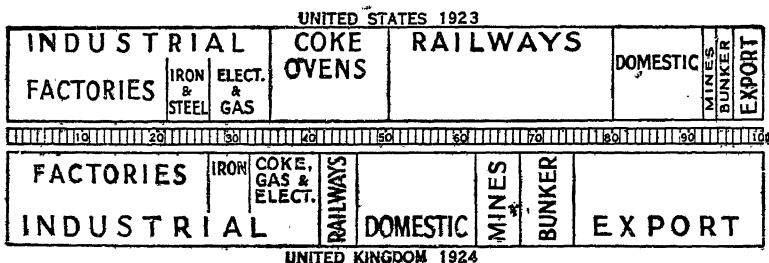 UNITED STATES 1923
INDUSTRIAL
FACTORIES
IRON
&
STEEL
ELECT.
&
GAS
COKE
OVENS
RAILWAYS
DOMESTIC
MINES
BUNKER
EXPORT
10 20 30 40 50 60 70 80 90 100
FACTORIES
IRON
COKE,
GAS &
ELECT.
INDUSTRIAL
RAILWAYS
DOMESTIC
MINES
BUNKER
EXPORT
UNITED KINGDOM 1924